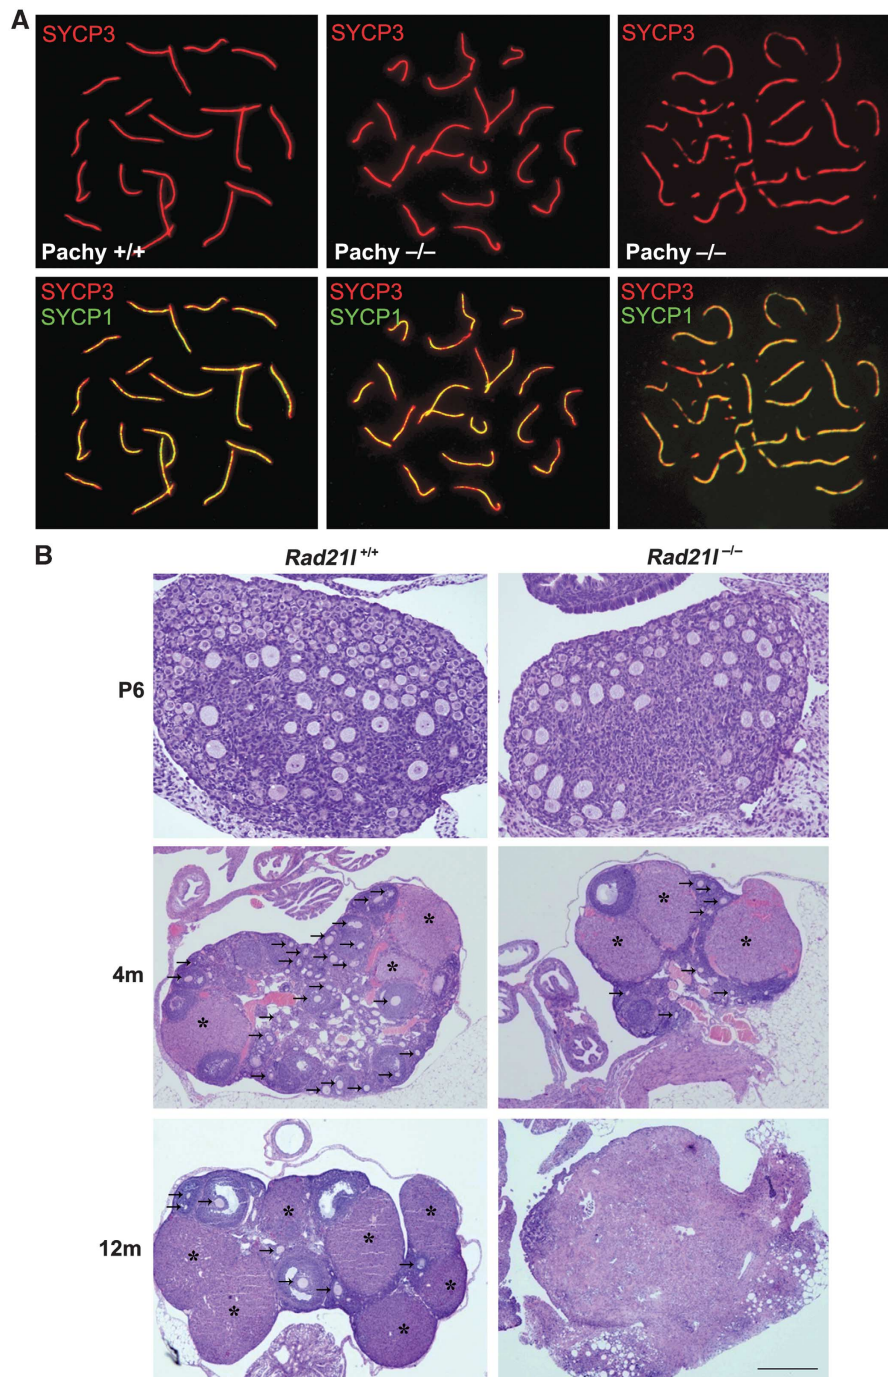 A
SYCP3 SYCP3 SYCP3
Pachy +/+ Pachy –/– Pachy –/–
SYCP3 SYCP3 SYCP3
SYCP1 SYCP1 SYCP1
B
Rad21l +/+ Rad21l –/–
P6
4m
* * * * * *
12m
* * * * * * *